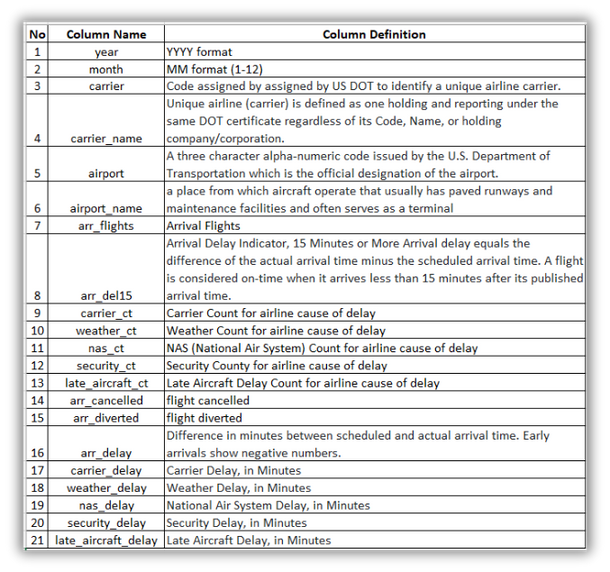 No Column Name Column Definition
1 year YYYY format
2 month MM format (1-12)
3 carrier Code assigned by assigned by US DOT to identify a unique airline carrier.
Unique airline (carrier) is defined as one holding and reporting under the
same DOT certificate regardless of its Code, Name, or holding
4 carrier_name company/corporation.
A three character alpha-numeric code issued by the U.S. Department of
5 airport Transportation which is the official designation of the airport.
a place from which aircraft operate that usually has paved runways and
6 airport_name maintenance facilities and often serves as a terminal
7 arr_flights Arrival Flights
Arrival Delay Indicator, 15 Minutes or More Arrival delay equals the
difference of the actual arrival time minus the scheduled arrival time. A flight
is considered on-time when it arrives less than 15 minutes after its published
8 arr_del15 arrival time.
9 carrier_ct Carrier Count for airline cause of delay
10 weather_ct Weather Count for airline cause of delay
11 nas_ct NAS (National Air System) Count for airline cause of delay
12 security_ct Security County for airline cause of delay
13 late_aircraft_ct Late Aircraft Delay Count for airline cause of delay
14 arr_cancelled flight cancelled
15 arr_diverted flight diverted
Difference in minutes between scheduled and actual arrival time. Early
16 arr_delay arrivals show negative numbers.
17 carrier_delay Carrier Delay, in Minutes
18 weather_delay Weather Delay, in Minutes
19 nas_delay National Air System Delay, in Minutes
20 security_delay Security Delay, in Minutes
21 late_aircraft_delay Late Aircraft Delay, in Minutes